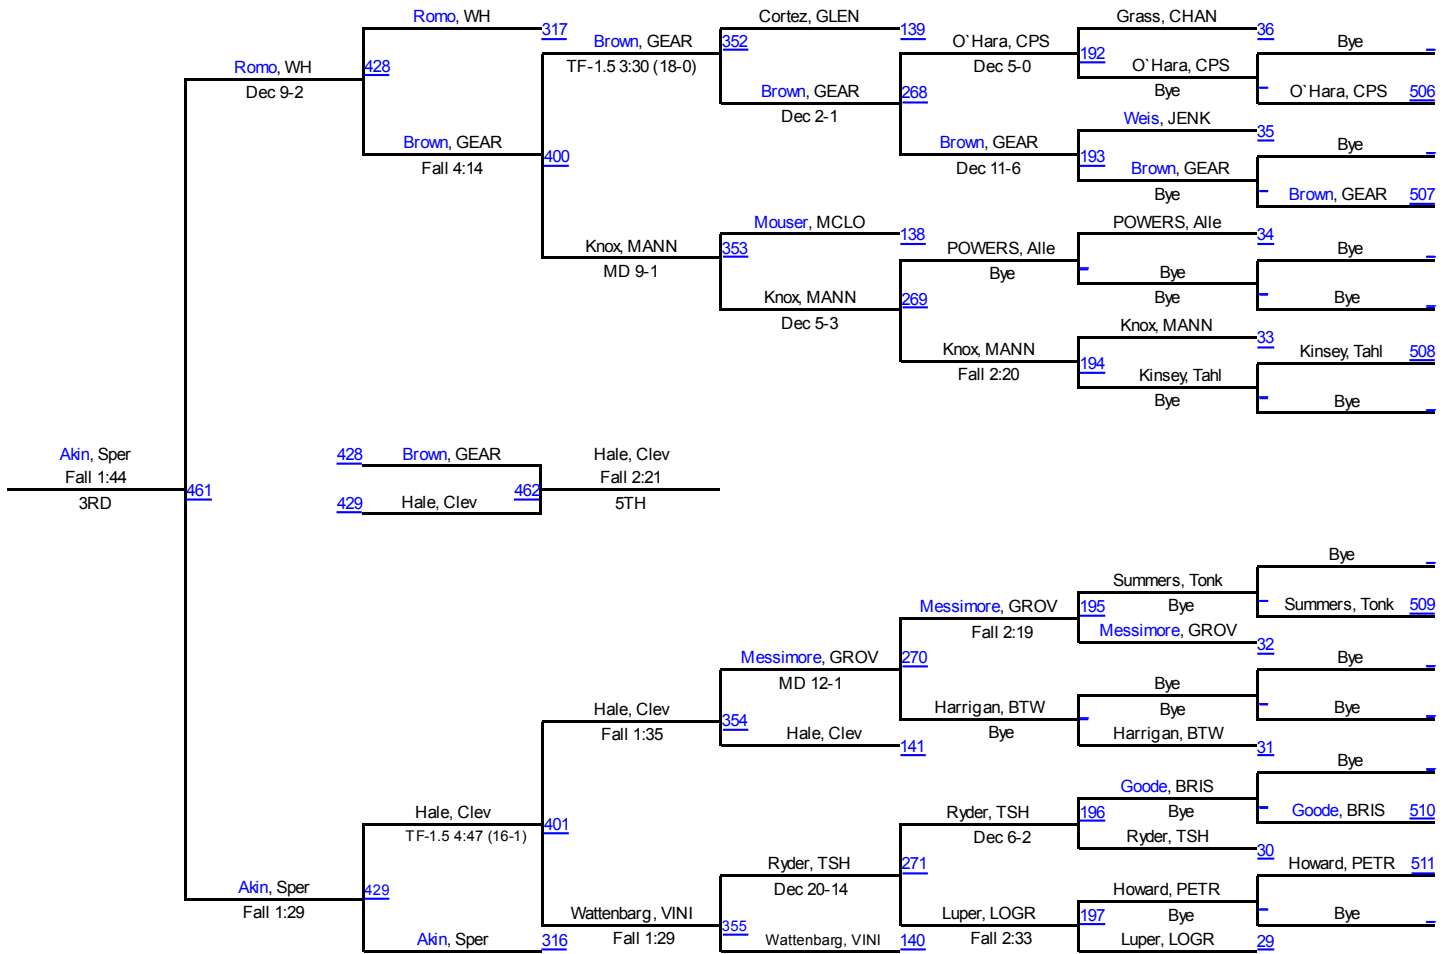 Romo, WH
317
Cortez, GLEN
139
Grass, CHAN
36
Brown, GEAR
352
O`Hara, CPS
192
Bye
Romo, WH
428
TF-1.5 3:30 (18-0)
Dec 5-0
O`Hara, CPS
Dec 9-2
Brown, GEAR
268
Bye
O`Hara, CPS
506
Dec 2-1
Weis, JENK
35
Brown, GEAR
400
Brown, GEAR
193
Bye
Fall 4:14
Dec 11-6
Brown, GEAR
Bye
Brown, GEAR
507
Mouser, MCLO
138
POWERS, Alle
34
Knox, MANN
353
POWERS, Alle
Bye
MD 9-1
Bye
Bye
Knox, MANN
269
Bye
Bye
Dec 5-3
Knox, MANN
33
Knox, MANN
194
Kinsey, Tahl
508
Fall 2:20
Kinsey, Tahl
Bye
Bye
Akin, Sper
428
Brown, GEAR
Hale, Clev
Fall 1:44
Fall 2:21
461
462
3RD
429
Hale, Clev
5TH
Bye
Summers, Tonk
Messimore, GROV
195
Bye
Summers, Tonk
509
Fall 2:19
Messimore, GROV
32
Messimore, GROV
270
Bye
MD 12-1
Bye
Hale, Clev
354
Harrigan, BTW
Bye
Bye
Fall 1:35
Hale, Clev
141
Bye
Harrigan, BTW
31
Bye
Goode, BRIS
Hale, Clev
401
Ryder, TSH
196
Bye
Goode, BRIS
510
TF-1.5 4:47 (16-1)
Dec 6-2
Ryder, TSH
30
Ryder, TSH
271
Howard, PETR
511
Akin, Sper
429
Dec 20-14
Howard, PETR
Fall 1:29
Wattenbarg, VINI
355
Luper, LOGR
197
Bye
Bye
Akin, Sper
316
Fall 1:29
Wattenbarg, VINI
140
Fall 2:33
Luper, LOGR
29